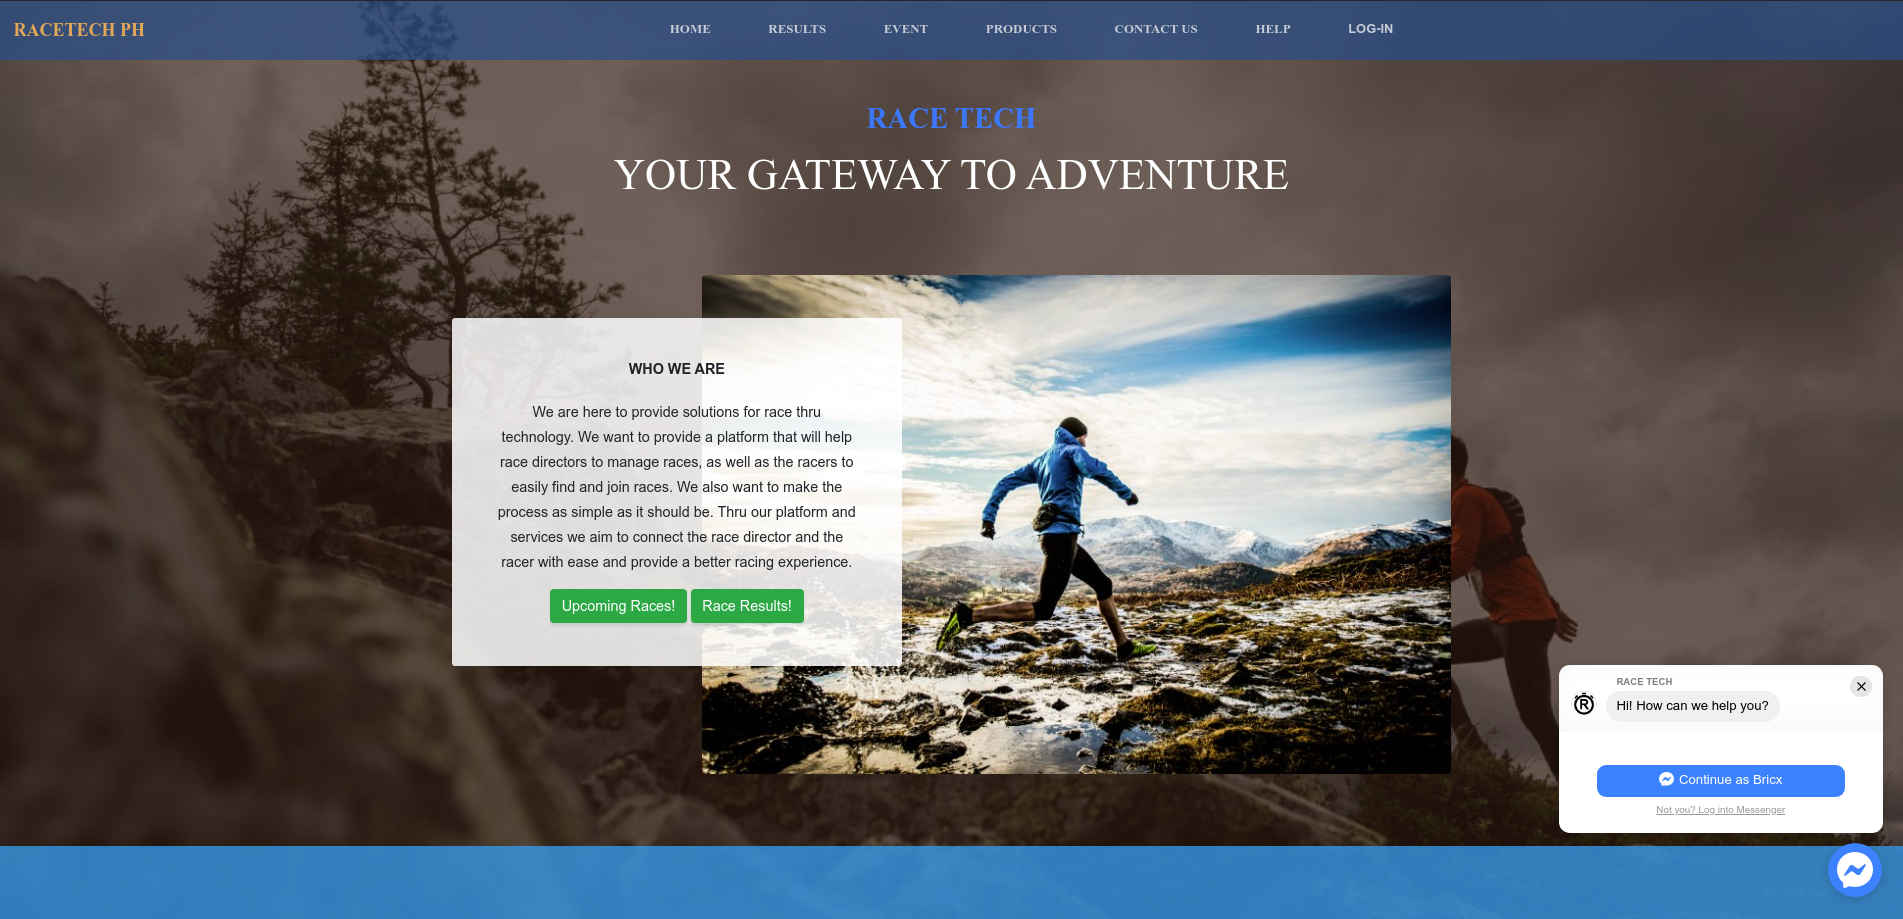 RACETECH PH
HOME
RESULTS
EVENT
PRODUCTS
CONTACT US
HELP
LOG-IN
RACE TECH
YOUR GATEWAY TO ADVENTURE
WHO WE ARE
We are here to provide solutions for race thru
technology. We want to provide a platform that will help
race directors to manage races, as well as the racers to
easily find and join races. We also want to make the
process as simple as it should be. Thru our platform and
services we aim to connect the race director and the
racer with ease and provide a better racing experience.
Upcoming Races!
Race Results!
RACE TECH
R
Hi! How can we help you?
Continue as Bricx
Not you? Log into Messenger